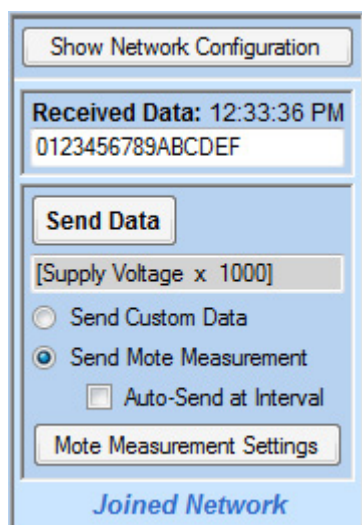 Show Network Configuration
Received Data: 12:33:36 PM
0123456789ABCDEF
Send Data
[Supply Voltage x 1000]
Send Custom Data
Send Mote Measurement
Auto-Send at Interval
Mote Measurement Settings
Joined Network